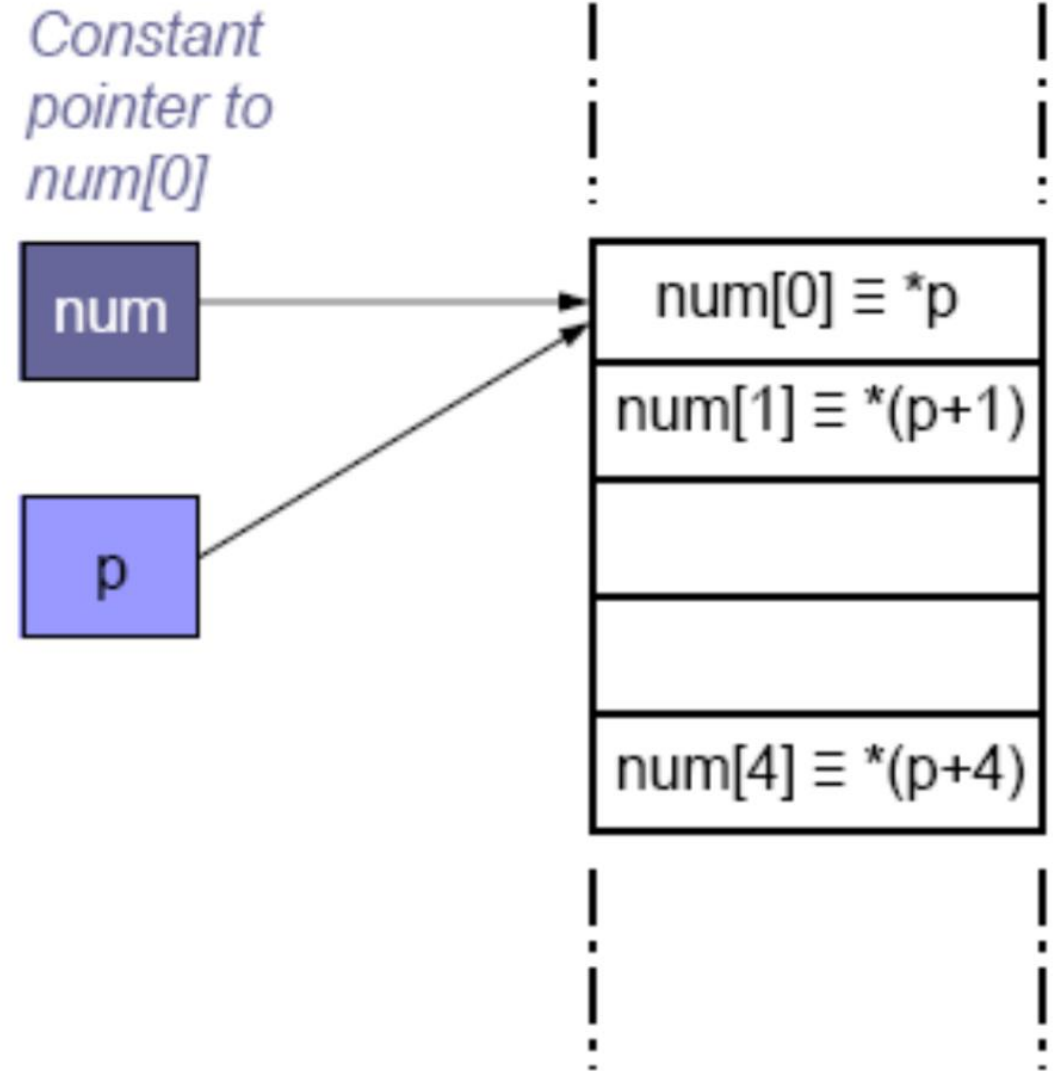 Constant
pointer to
num[0]
num
p
num[0] ≡ *p
num[1] ≡ *(p+1)
num[4] ≡ *(p+4)